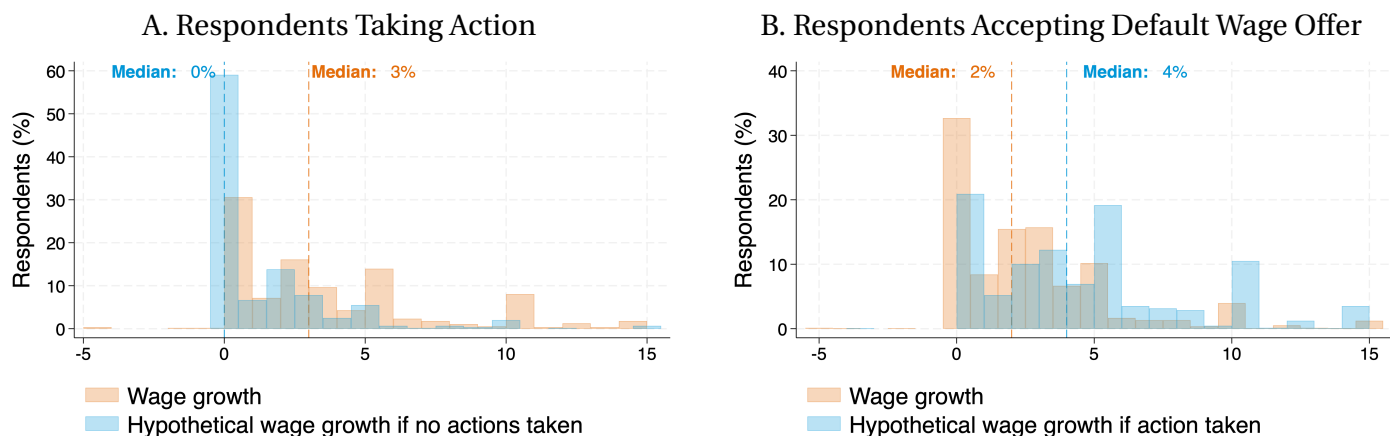 A. Respondents Taking Action
Median: 0%
Median: 3%
Respondents (%)
60
50
40
30
20
10
0
-5 0 5 10 15
Wage growth
Hypothetical wage growth if no actions taken
B. Respondents Accepting Default Wage Offer
Median: 2%
Median: 4%
Respondents (%)
40
30
20
10
0
-5 0 5 10 15
Wage growth
Hypothetical wage growth if action taken